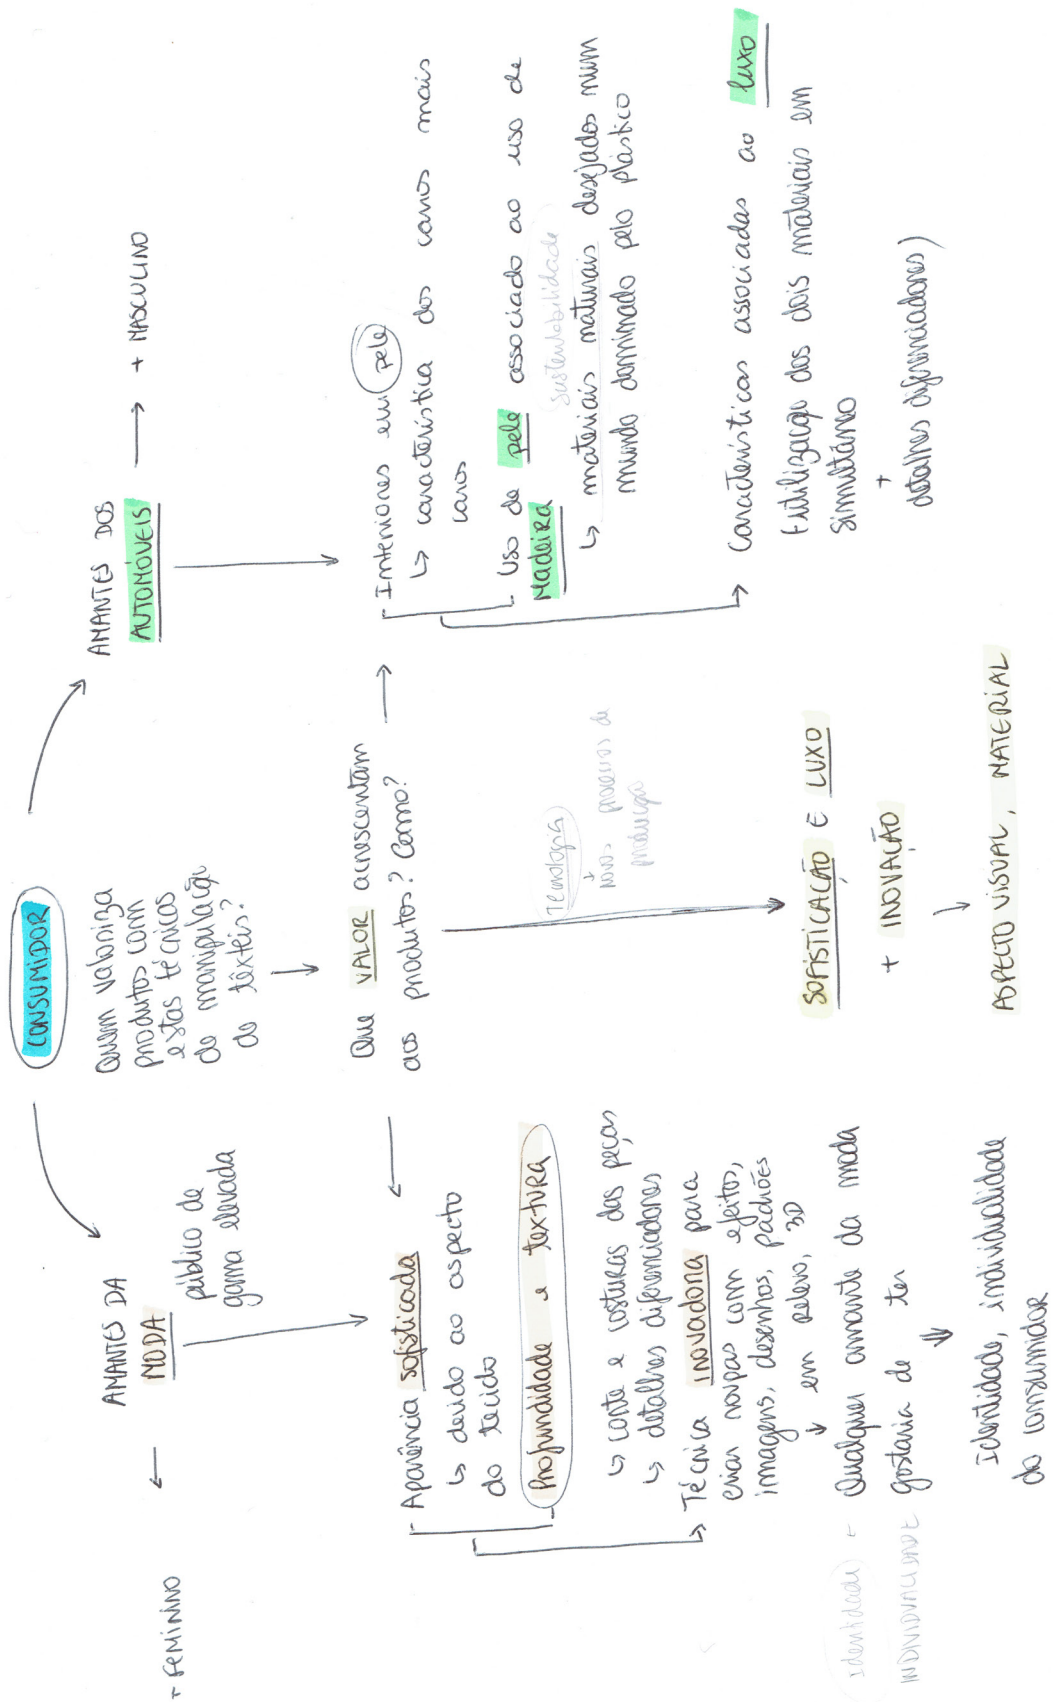 CONSUMIDOR
Quem valoriza
produtos com
estas técnicas
de manipulação
de têxteis?
AMANTES DA
MODA
+ FEMININO
público de
gama elevada
AMANTES DOS
AUTOMÓVEIS
+ MASCULINO
Que VALOR acrescentam
aos produtos? Como?
Aparência sofisticada
↳ devido ao aspecto
do tecido
Profundidade e textura
↳ corte e costuras das peças
↳ detalhes diferenciadores
Técnica inovadora para
criar roupas com efeitos,
imagens, desenhos, padrões
em relevo, 3D
Qualquer amante da moda
gostaria de ter
identidade +
INDIVIDUALIDADE
Identidade, individualidade
do consumidor
Tecnologia
novos processos de
produção
SOFISTICAÇÃO E LUXO
+ INOVAÇÃO
ASPECTO VISUAL, MATERIAL
Interiores em pele
↳ característica dos carros mais
caros
Uso de pele associado ao uso de
Madeira
sustentabilidade
↳ materiais naturais desejados num
mundo dominado pelo plástico
Características associadas ao luxo
(utilização dos dois materiais em
simultâneo
+
detalhes diferenciadores)